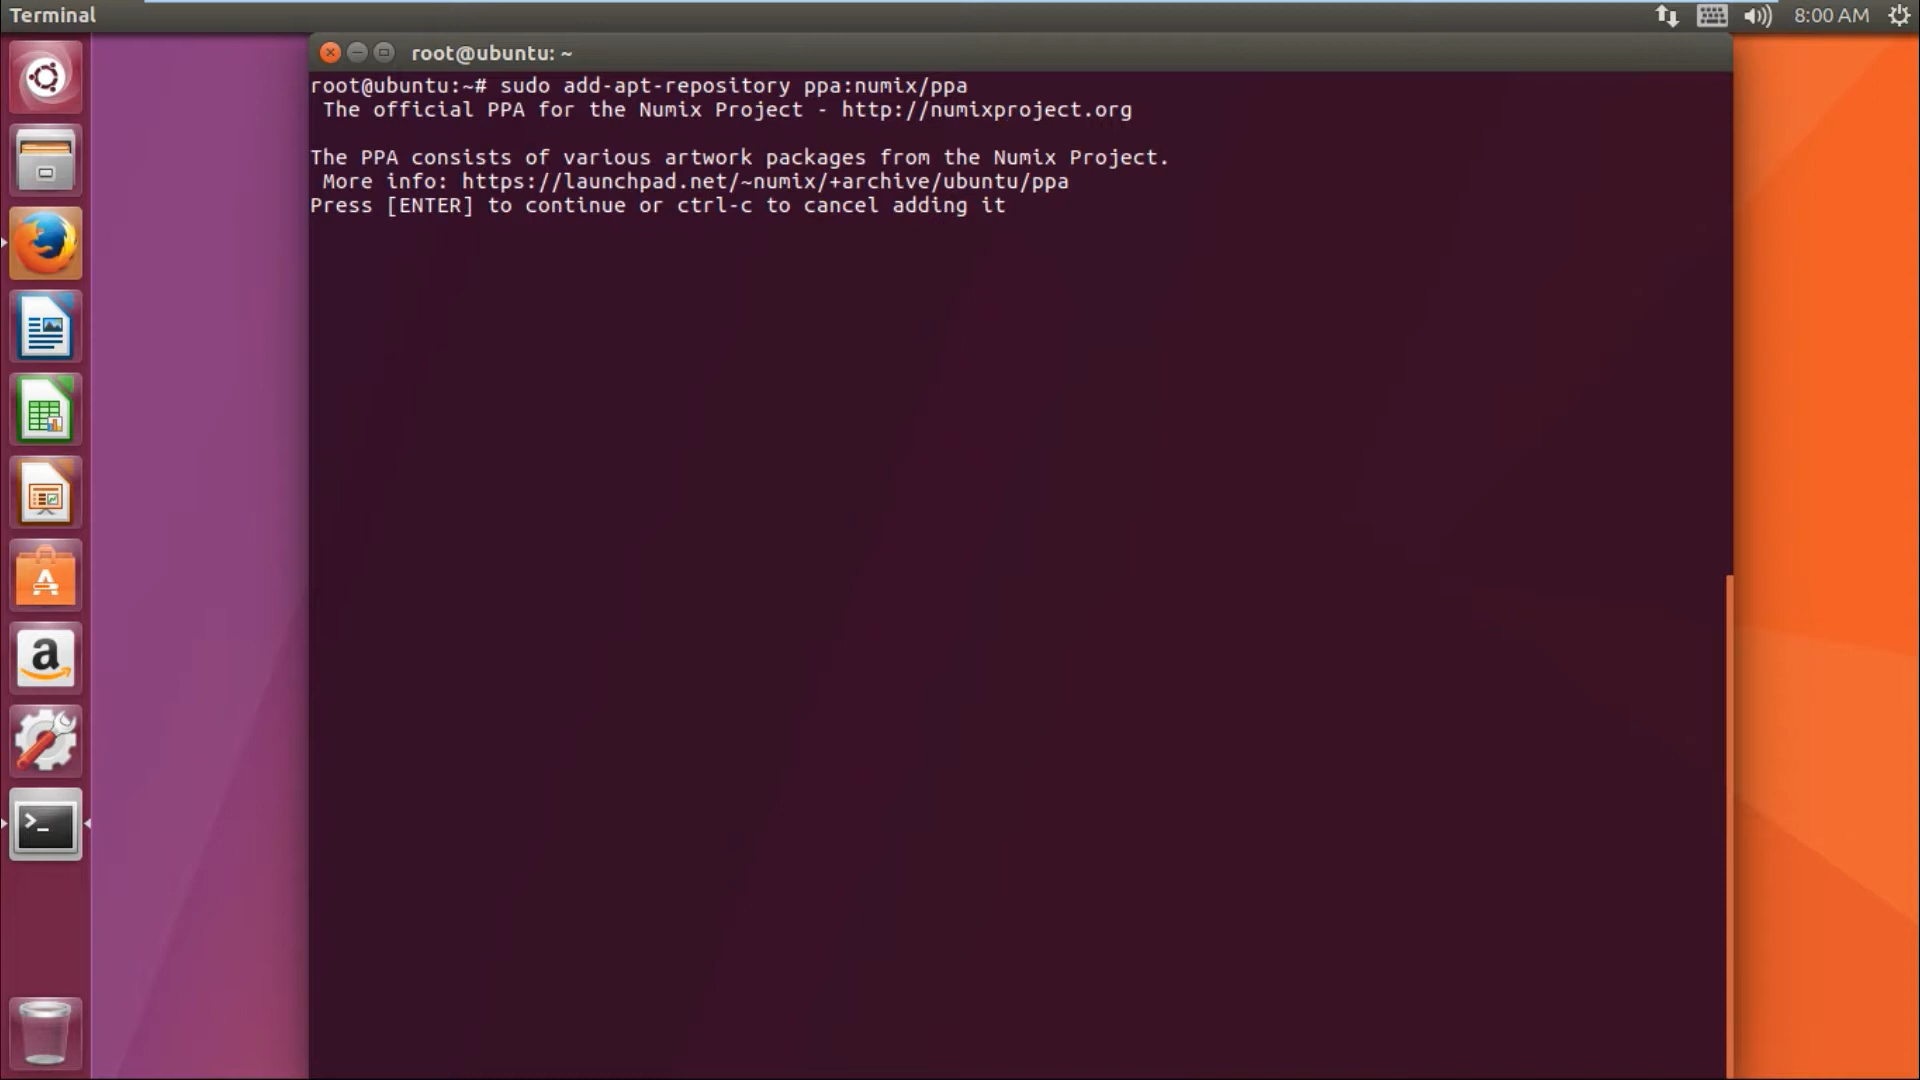 Terminal
8:00 AM
root@ubuntu: ~
root@ubuntu:~# sudo add-apt-repository ppa:numix/ppa
The official PPA for the Numix Project - http://numixproject.org
The PPA consists of various artwork packages from the Numix Project.
More info: https://launchpad.net/~numix/+archive/ubuntu/ppa
Press [ENTER] to continue or ctrl-c to cancel adding it